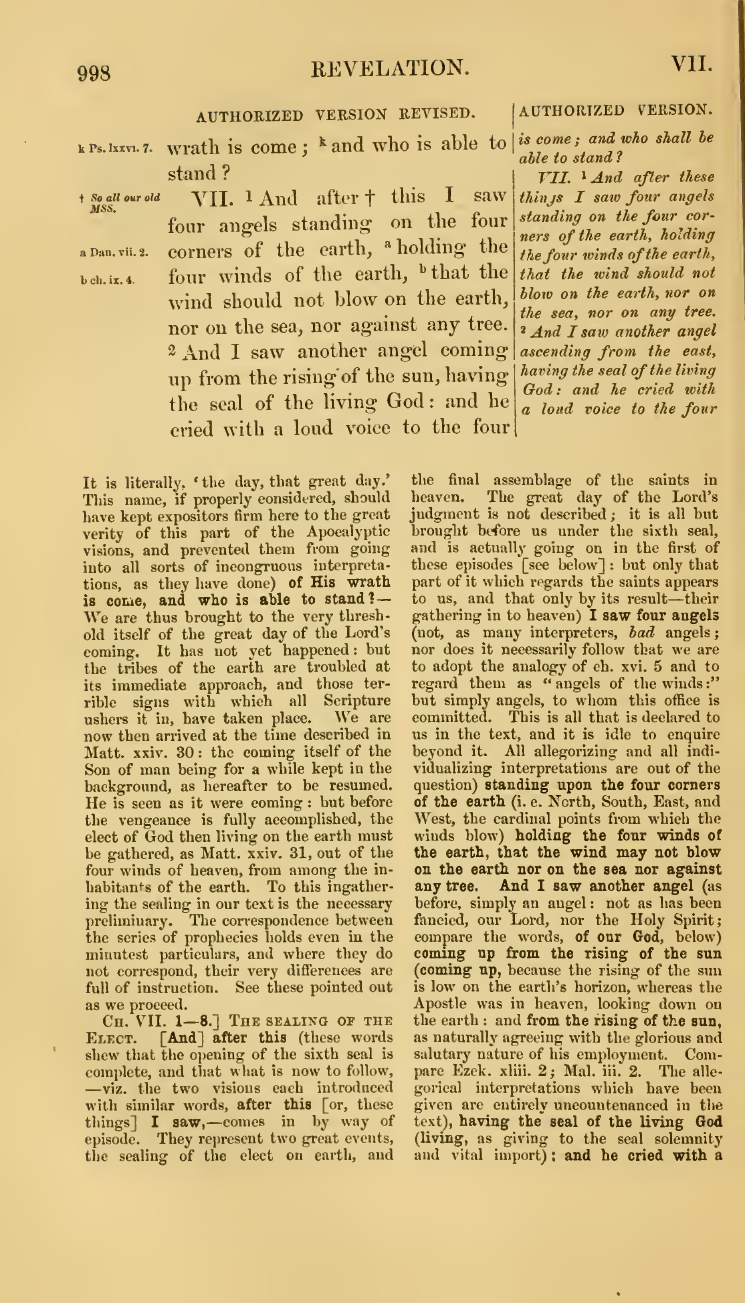 998
REVELATION.
VII.
AUTHORIZED VERSION REVISED.
k Ps. lxxvi. 7.
wrath is come ; k and who is able to
stand ?
† So all our old
MSS.
VII. 1 And after † this I saw
four angels standing on the four
a Dan. vii. 2.
corners of the earth, a holding the
b ch. ix. 4.
four winds of the earth, b that the
wind should not blow on the earth,
nor on the sea, nor against any tree.
2 And I saw another angel coming
up from the rising of the sun, having
the seal of the living God : and he
cried with a loud voice to the four
AUTHORIZED VERSION.
is come ; and who shall be
able to stand ?
VII. 1 And after these
things I saw four angels
standing on the four cor-
ners of the earth, holding
the four winds of the earth,
that the wind should not
blow on the earth, nor on
the sea, nor on any tree.
2 And I saw another angel
ascending from the east,
having the seal of the living
God : and he cried with
a loud voice to the four
It is literally, ‘ the day, that great day.’
This name, if properly considered, should
have kept expositors firm here to the great
verity of this part of the Apocalyptic
visions, and prevented them from going
into all sorts of incongruous interpreta-
tions, as they have done) of His wrath
is come, and who is able to stand ?—
We are thus brought to the very thresh-
old itself of the great day of the Lord's
coming. It has not yet happened : but
the tribes of the earth are troubled at
its immediate approach, and those ter-
rible signs with which all Scripture
ushers it in, have taken place. We are
now then arrived at the time described in
Matt. xxiv. 30 : the coming itself of the
Son of man being for a while kept in the
background, as hereafter to be resumed.
He is seen as it were coming : but before
the vengeance is fully accomplished, the
elect of God then living on the earth must
be gathered, as Matt. xxiv. 31, out of the
four winds of heaven, from among the in-
habitants of the earth. To this ingather-
ing the sealing in our text is the necessary
preliminary. The correspondence between
the series of prophecies holds even in the
minutest particulars, and where they do
not correspond, their very differences are
full of instruction. See these pointed out
as we proceed.
CH. VII. 1—8.] THE SEALING OF THE
ELECT. [And] after this (these words
shew that the opening of the sixth seal is
complete, and that what is now to follow,
—viz. the two visions each introduced
with similar words, after this [or, these
things] I saw,—comes in by way of
episode. They represent two great events,
the sealing of the elect on earth, and
the final assemblage of the saints in
heaven. The great day of the Lord's
judgment is not described ; it is all but
brought before us under the sixth seal,
and is actually going on in the first of
these episodes [see below] : but only that
part of it which regards the saints appears
to us, and that only by its result—their
gathering in to heaven) I saw four angels
(not, as many interpreters, bad angels ;
nor does it necessarily follow that we are
to adopt the analogy of ch. xvi. 5 and to
regard them as “ angels of the winds :”
but simply angels, to whom this office is
committed. This is all that is declared to
us in the text, and it is idle to enquire
beyond it. All allegorizing and all indi-
vidualizing interpretations are out of the
question) standing upon the four corners
of the earth (i. e. North, South, East, and
West, the cardinal points from which the
winds blow) holding the four winds of
the earth, that the wind may not blow
on the earth nor on the sea nor against
any tree. And I saw another angel (as
before, simply an angel : not as has been
fancied, our Lord, nor the Holy Spirit ;
compare the words, of our God, below)
coming up from the rising of the sun
(coming up, because the rising of the sun
is low on the earth's horizon, whereas the
Apostle was in heaven, looking down on
the earth : and from the rising of the sun,
as naturally agreeing with the glorious and
salutary nature of his employment. Com-
pare Ezek. xliii. 2 ; Mal. iii. 2. The alle-
gorical interpretations which have been
given are entirely uncountenanced in the
text), having the seal of the living God
(living, as giving to the seal solemnity
and vital import) : and he cried with a